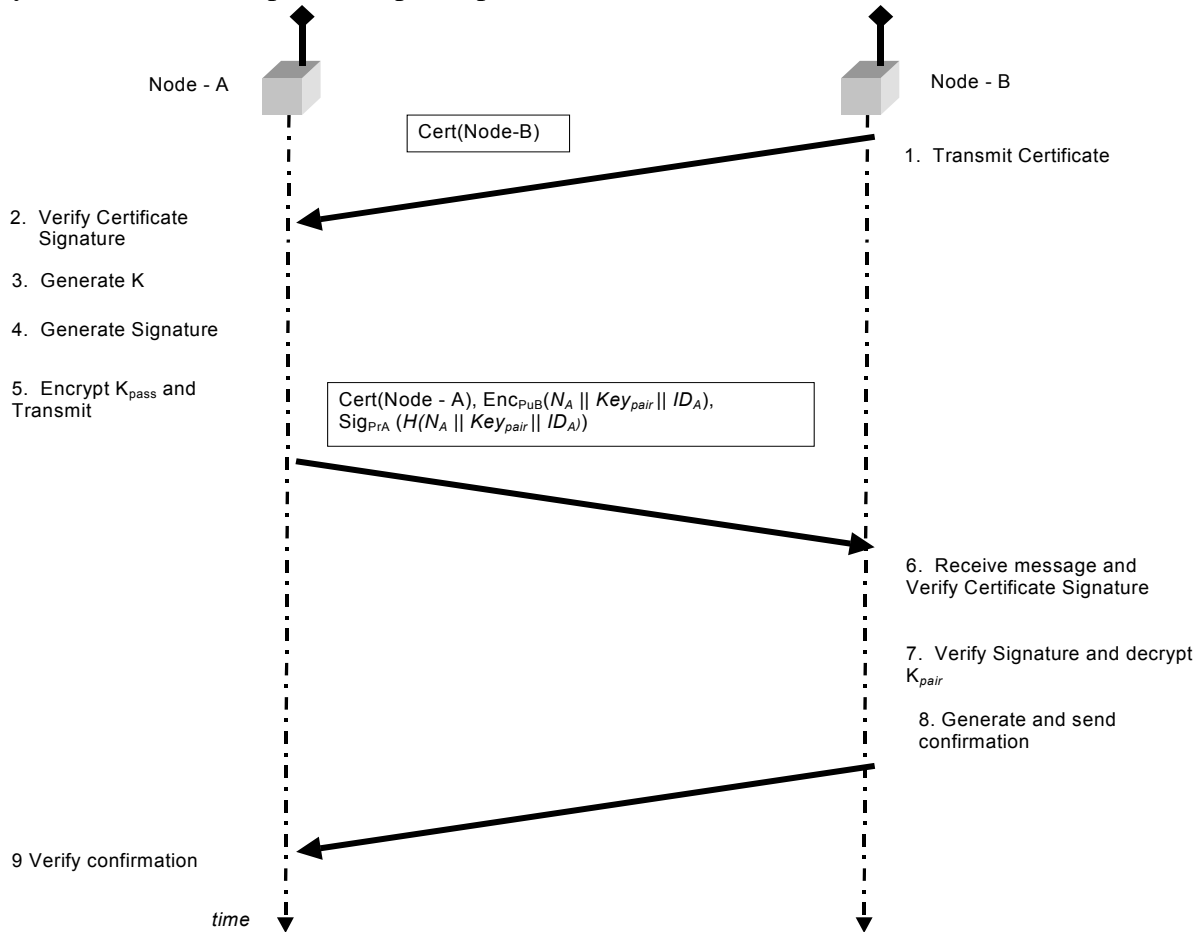 Node - A
Node - B
Cert(Node-B)
1. Transmit Certificate
2. Verify Certificate
Signature
3. Generate K
4. Generate Signature
5. Encrypt Kpass and
Transmit
Cert(Node - A), EncPuB(NA || Keypair || IDA),
SigPrA (H(NA || Keypair || IDA))
6. Receive message and
Verify Certificate Signature
7. Verify Signature and decrypt
Kpair
8. Generate and send
confirmation
9 Verify confirmation
time